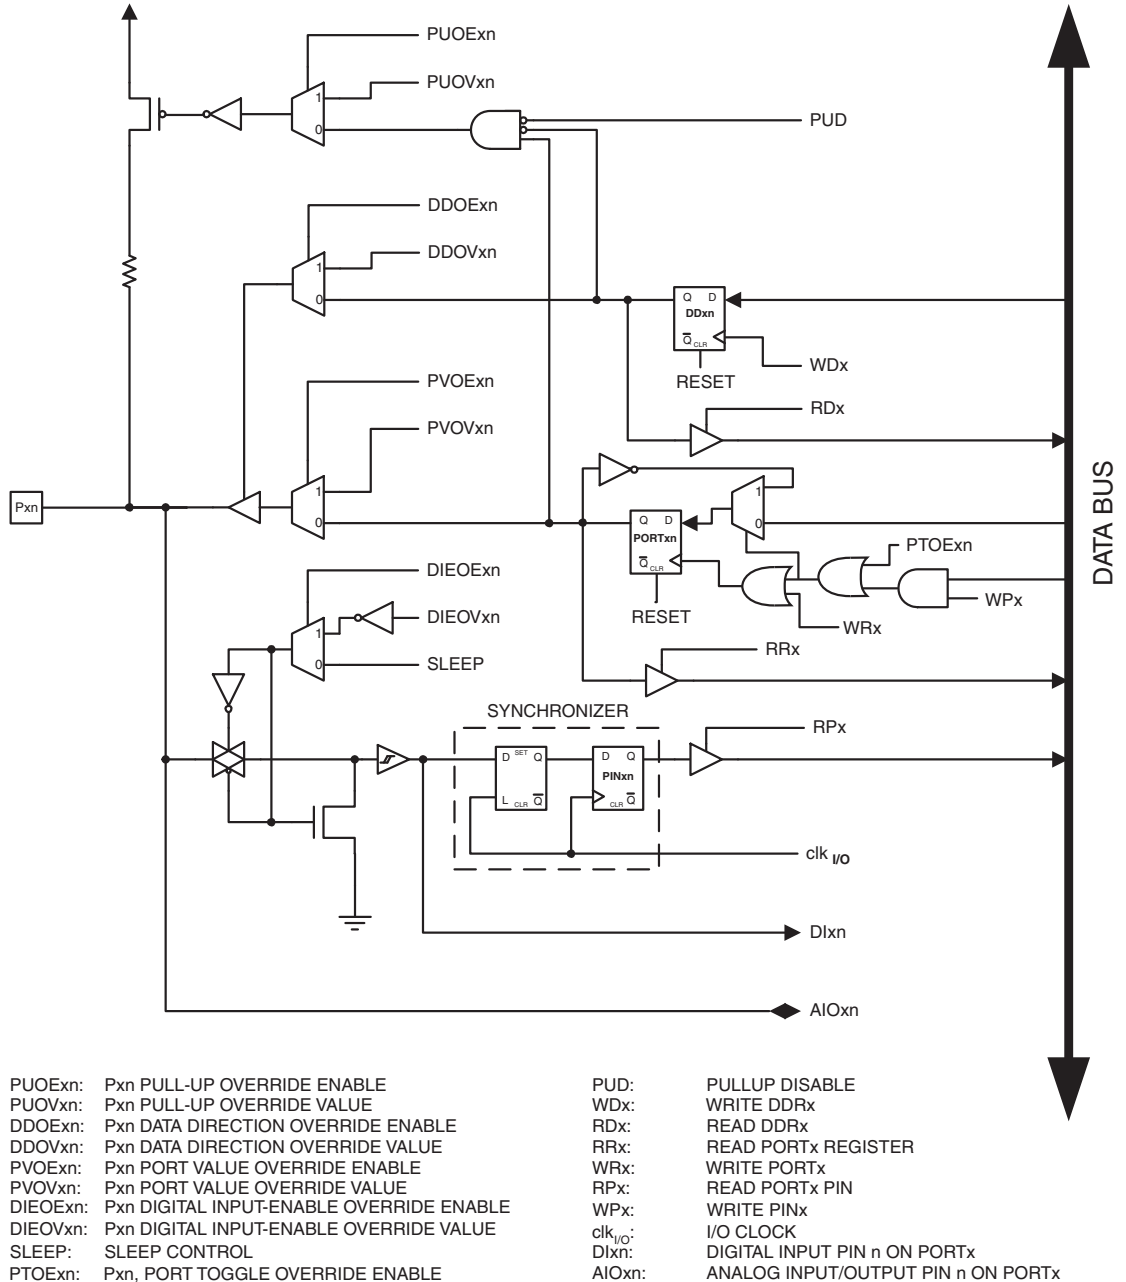 PUOExn
PUOVxn
1
0
PUD
DDOExn
DDOVxn
1
0
Q D
DDxn
Q CLR
WDx
RESET
PVOExn
RDx
PVOVxn
DATA BUS
1
0
Pxn
1
0
Q D
PORTxn
Q CLR
PTOExn
DIEOExn
WPx
RESET
DIEOVxn
WRx
1
0
SLEEP
RRx
SYNCHRONIZER
RPx
D SET Q
L CLR Q
D Q
PINxn
CLR Q
clk I/O
DIxn
AIOxn
PUOExn: Pxn PULL-UP OVERRIDE ENABLE
PUOVxn: Pxn PULL-UP OVERRIDE VALUE
DDOExn: Pxn DATA DIRECTION OVERRIDE ENABLE
DDOVxn: Pxn DATA DIRECTION OVERRIDE VALUE
PVOExn: Pxn PORT VALUE OVERRIDE ENABLE
PVOVxn: Pxn PORT VALUE OVERRIDE VALUE
DIEOExn: Pxn DIGITAL INPUT-ENABLE OVERRIDE ENABLE
DIEOVxn: Pxn DIGITAL INPUT-ENABLE OVERRIDE VALUE
SLEEP: SLEEP CONTROL
PTOExn: Pxn, PORT TOGGLE OVERRIDE ENABLE
PUD: PULLUP DISABLE
WDx: WRITE DDRx
RDx: READ DDRx
RRx: READ PORTx REGISTER
WRx: WRITE PORTx
RPx: READ PORTx PIN
WPx: WRITE PINx
clkI/O: I/O CLOCK
DIxn: DIGITAL INPUT PIN n ON PORTx
AIOxn: ANALOG INPUT/OUTPUT PIN n ON PORTx